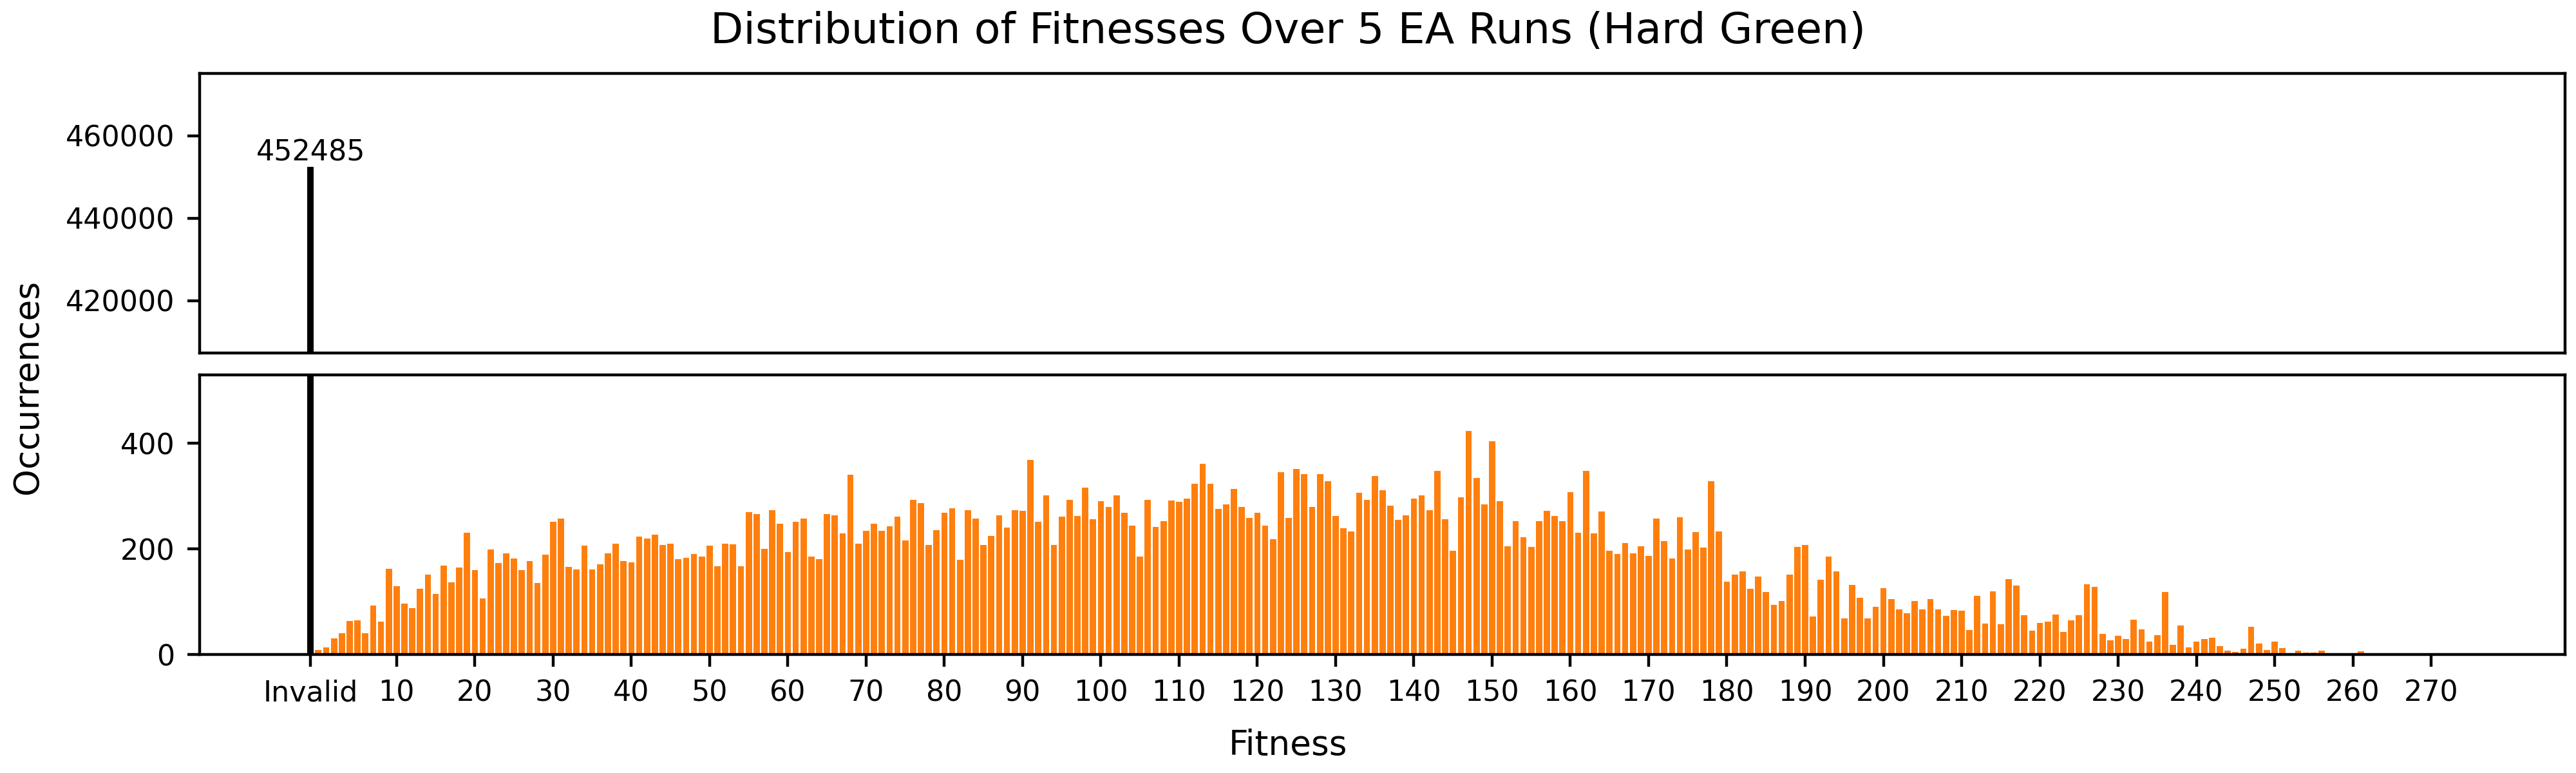 Distribution of Fitnesses Over 5 EA Runs (Hard Green)
460000
452485
440000
420000
Occurrences
400
200
0
Invalid 10 20 30 40 50 60 70 80 90 100 110 120 130 140 150 160 170 180 190 200 210 220 230 240 250 260 270
Fitness